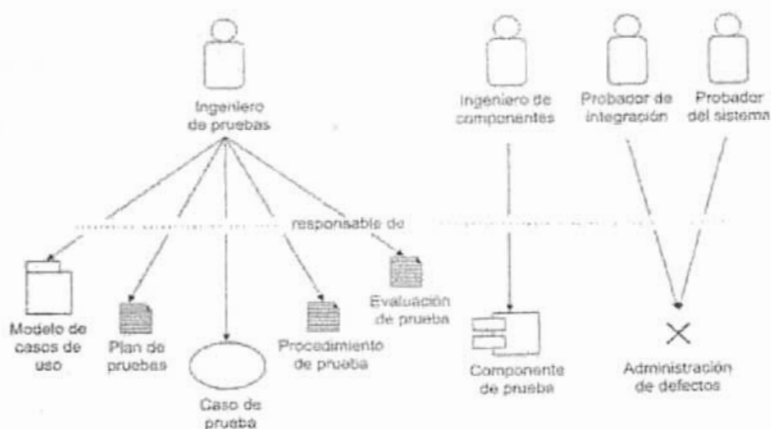 Ingeniero
de pruebas
Ingeniero de
componentes
Probador de
integración
Probador
del sistema
responsable de
Modelo de
casos de
uso
Plan de
pruebas
Caso de
prueba
Procedimiento
de prueba
Evaluación
de prueba
Componente
de prueba
Administración
de defectos